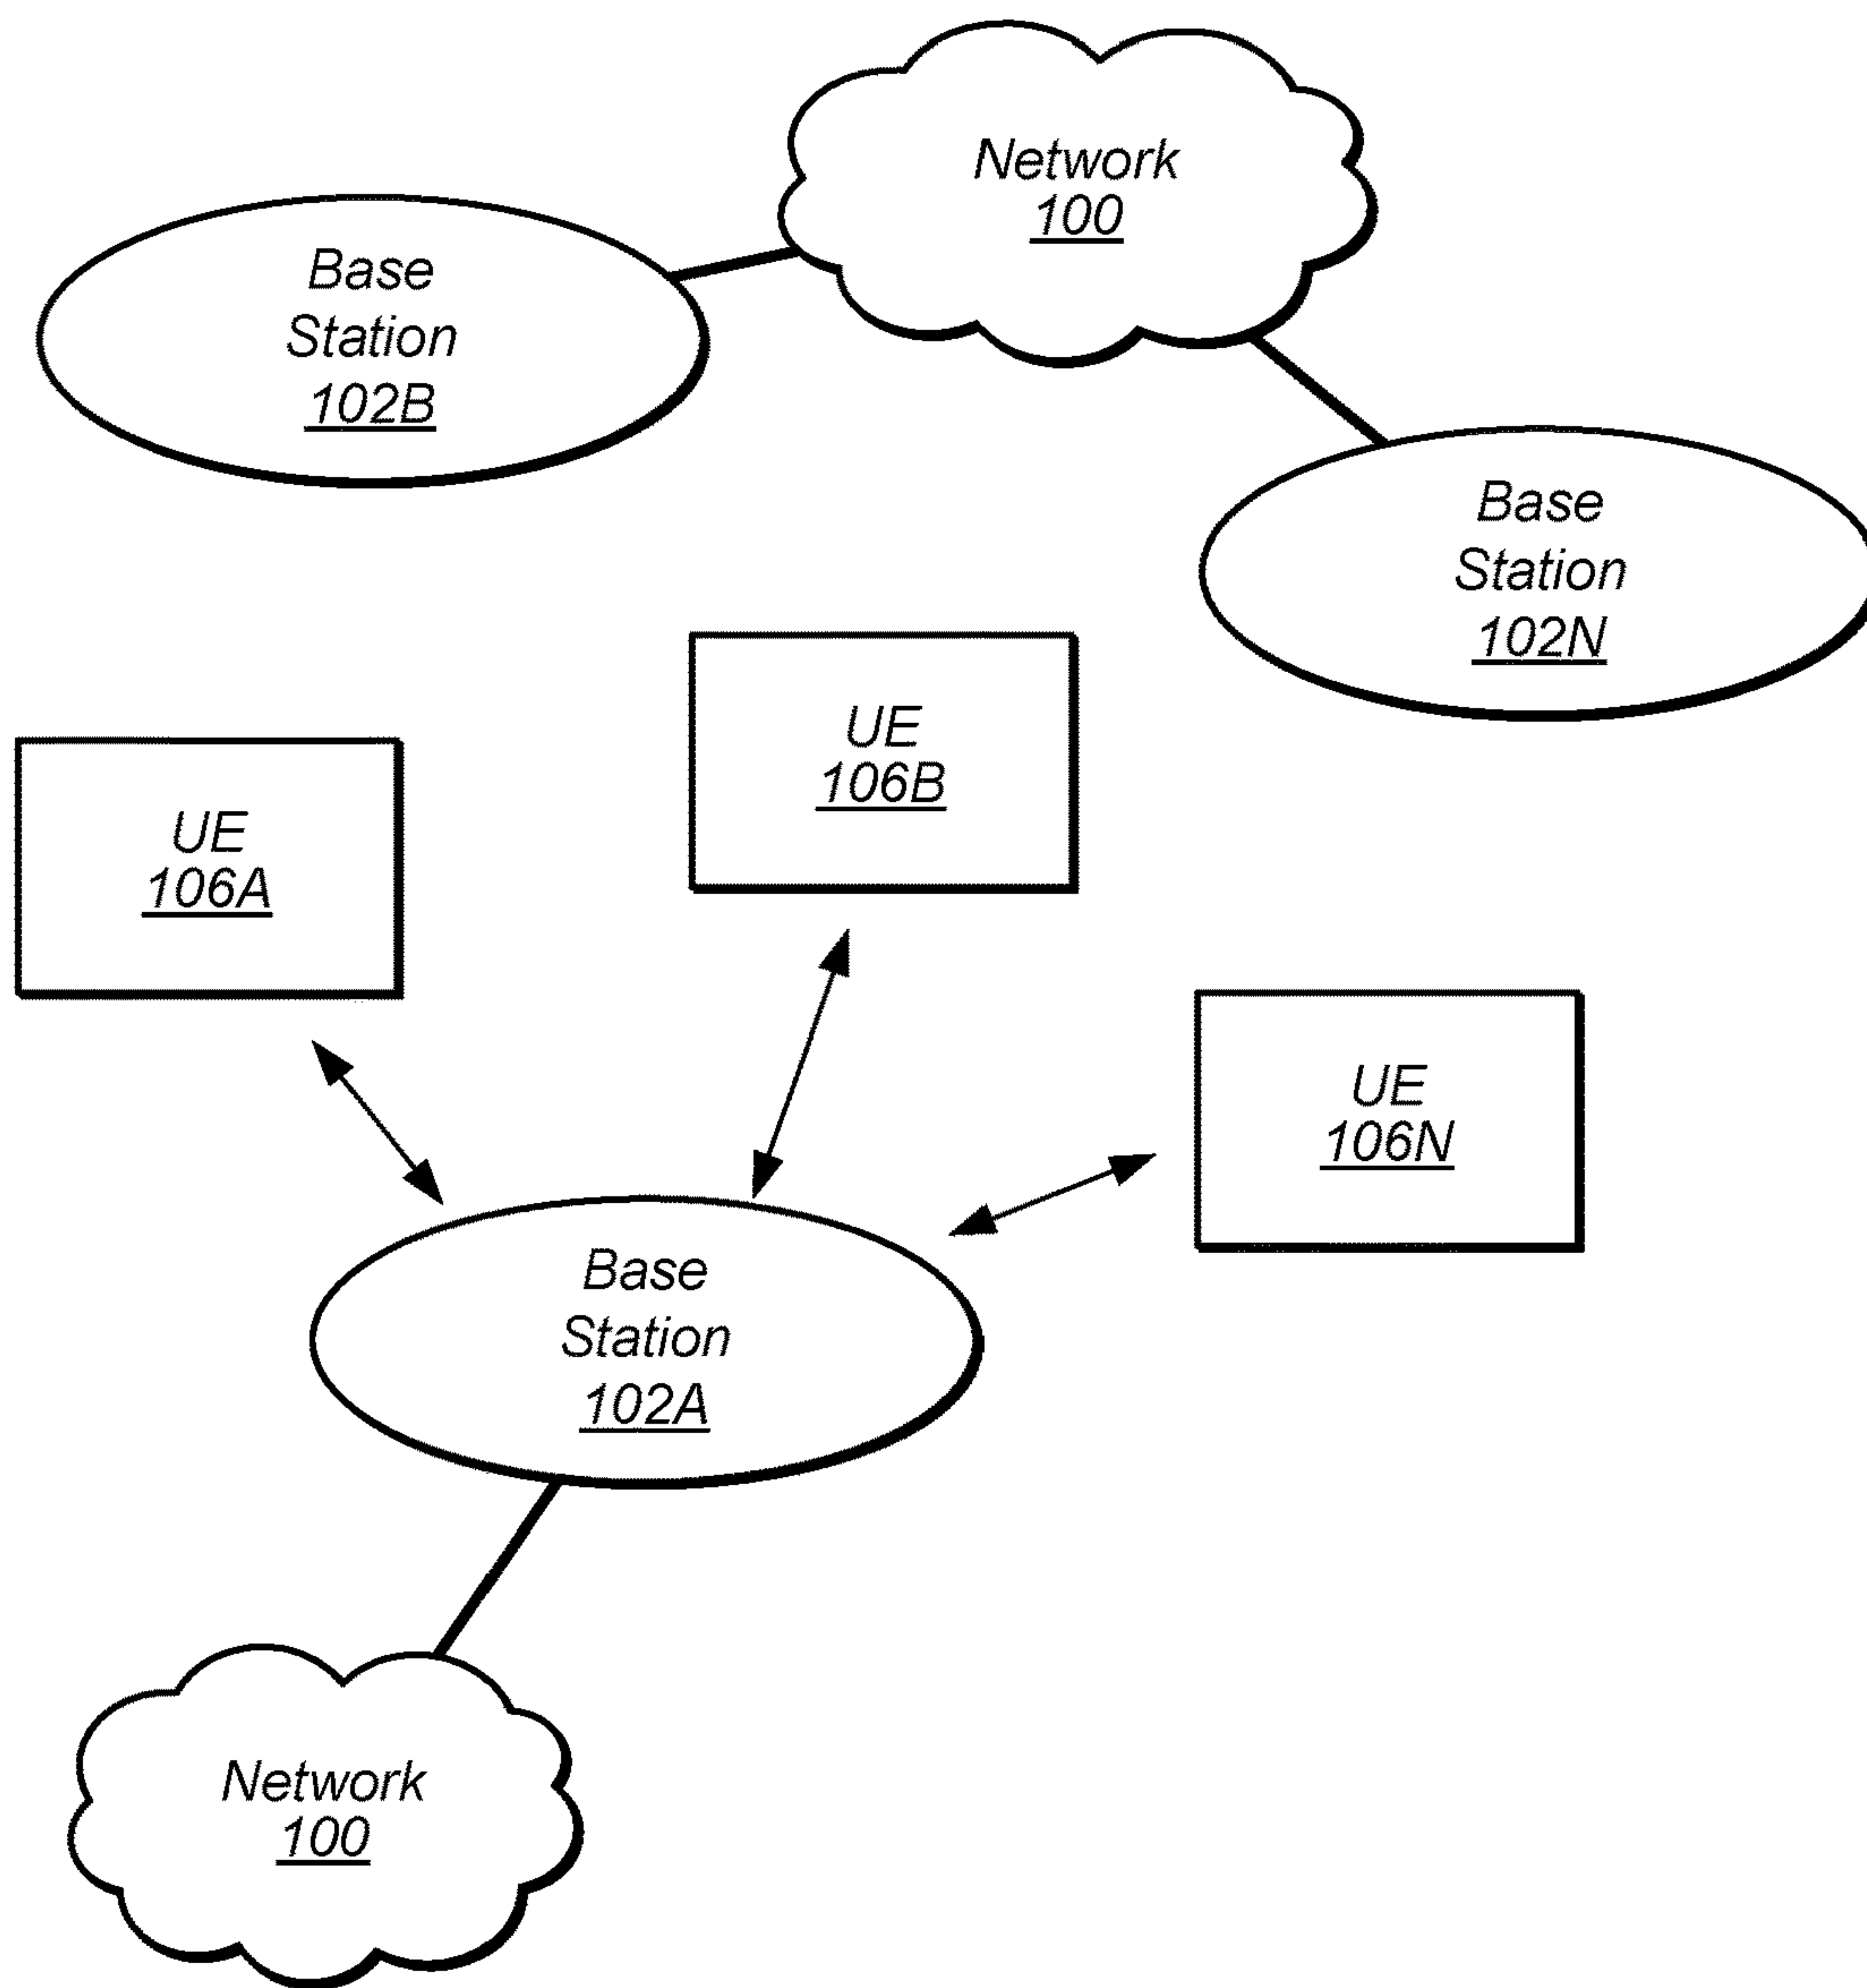 Network
100
Base
Station
102B
Base
Station
102N
UE
106B
UE
106A
UE
106N
Base
Station
102A
Network
100